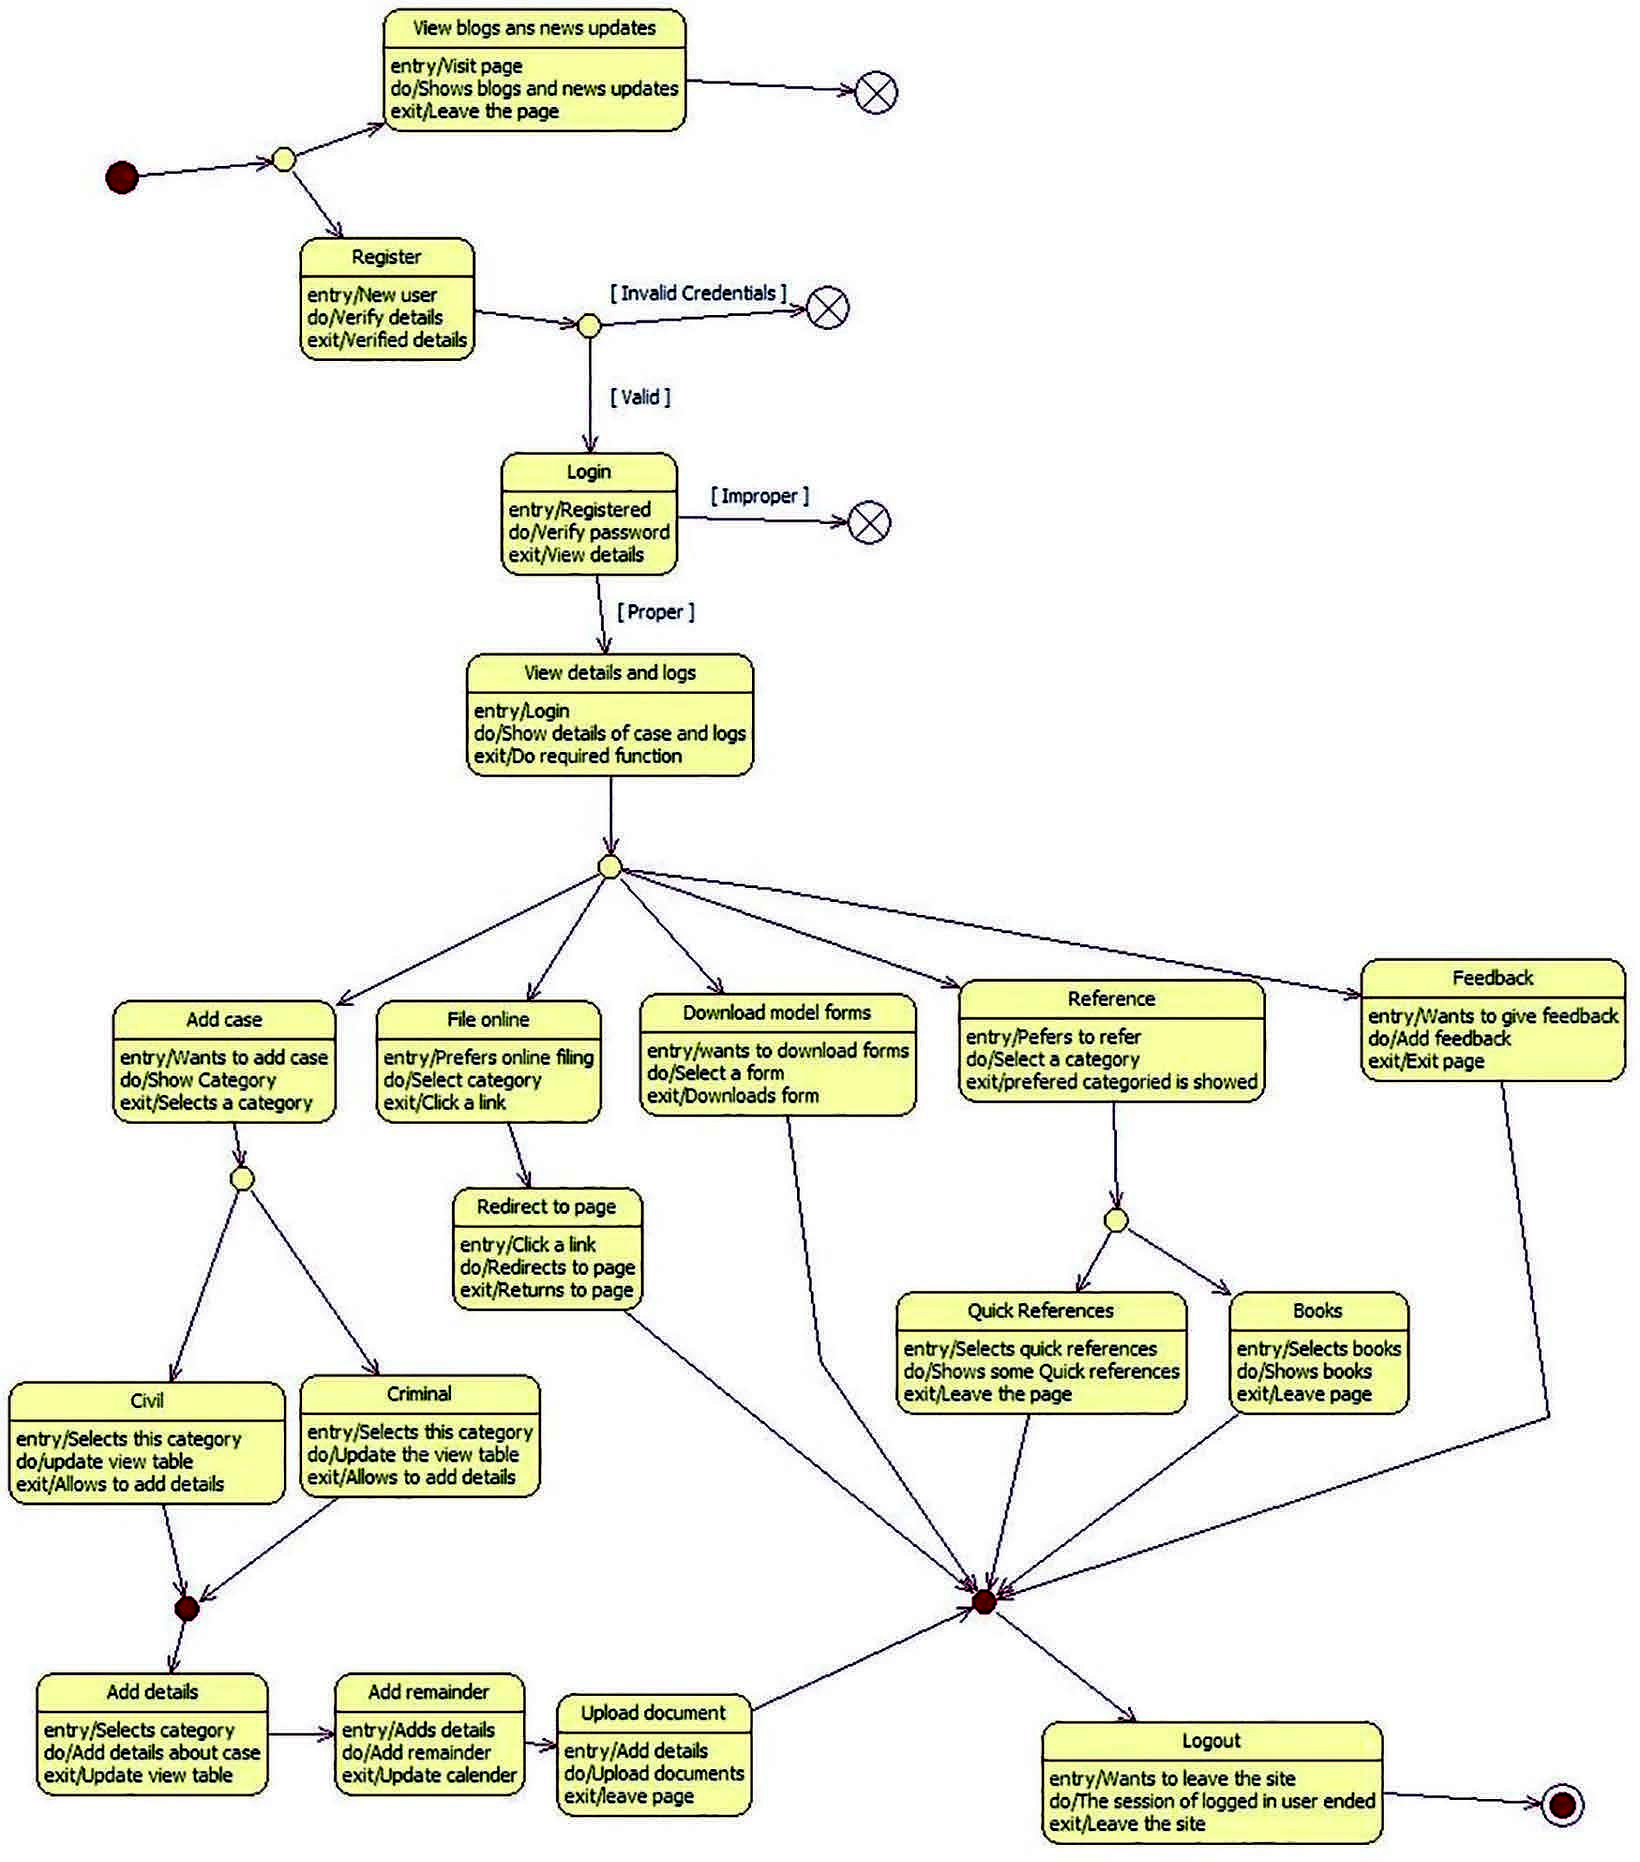 View blogs ans news updates
entry/Visit page
do/Shows blogs and news updates
exit/Leave the page
Register
entry/New user
do/Verify details
exit/Verified details
[ Invalid Credentials ]
[ Valid ]
Login
entry/Registered
do/Verify password
exit/View details
[ Improper ]
[ Proper ]
View details and logs
entry/Login
do/Show details of case and logs
exit/Do required function
Add case
entry/Wants to add case
do/Show Category
exit/Selects a category
File online
entry/Prefers online filing
do/Select category
exit/Click a link
Download model forms
entry/wants to download forms
do/Select a form
exit/Downloads form
Reference
entry/Pefers to refer
do/Select a category
exit/prefered categoried is showed
Feedback
entry/Wants to give feedback
do/Add feedback
exit/Exit page
Redirect to page
entry/Click a link
do/Redirects to page
exit/Returns to page
Quick References
entry/Selects quick references
do/Shows some Quick references
exit/Leave the page
Books
entry/Selects books
do/Shows books
exit/Leave page
Civil
entry/Selects this category
do/update view table
exit/Allows to add details
Criminal
entry/Selects this category
do/Update the view table
exit/Allows to add details
Add details
entry/Selects category
do/Add details about case
exit/Update view table
Add remainder
entry/Adds details
do/Add remainder
exit/Update calender
Upload document
entry/Add details
do/Upload documents
exit/leave page
Logout
entry/Wants to leave the site
do/The session of logged in user ended
exit/Leave the site